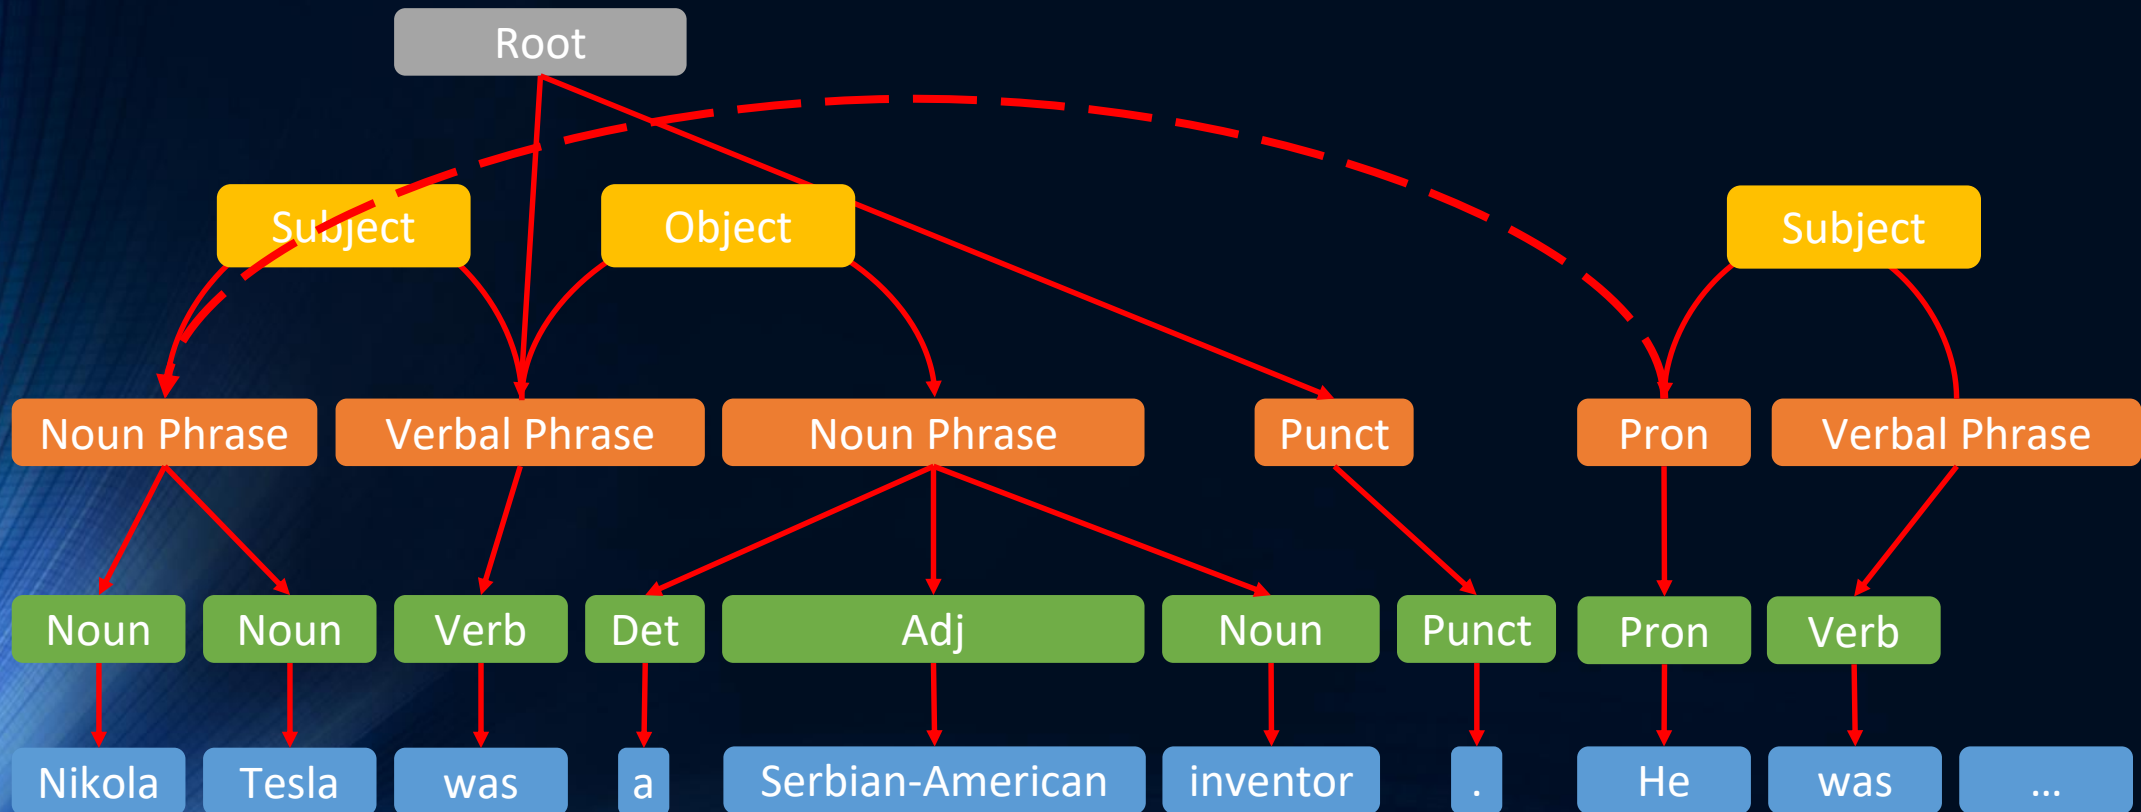 Root
Subject Object Subject
Noun Phrase Verbal Phrase Noun Phrase Punct Pron Verbal Phrase
Noun Noun Verb Det Adj Noun Punct Pron Verb
Nikola Tesla was a Serbian-American inventor . He was ...